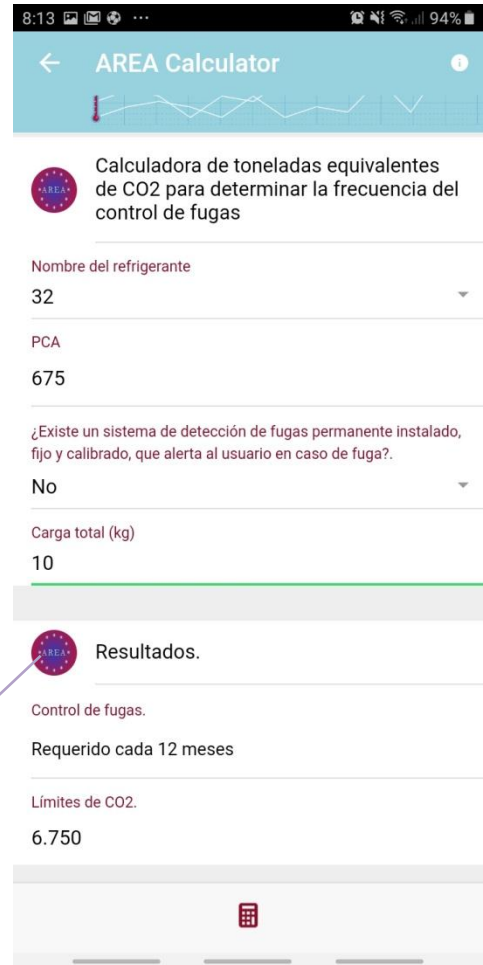 8:13
94%
AREA Calculator
AREA
Calculadora de toneladas equivalentes
de CO2 para determinar la frecuencia del
control de fugas
Nombre del refrigerante
32
PCA
675
¿Existe un sistema de detección de fugas permanente instalado,
fijo y calibrado, que alerta al usuario en caso de fuga?.
No
Carga total (kg)
10
AREA
Resultados.
Control de fugas.
Requerido cada 12 meses
Límites de CO2.
6.750